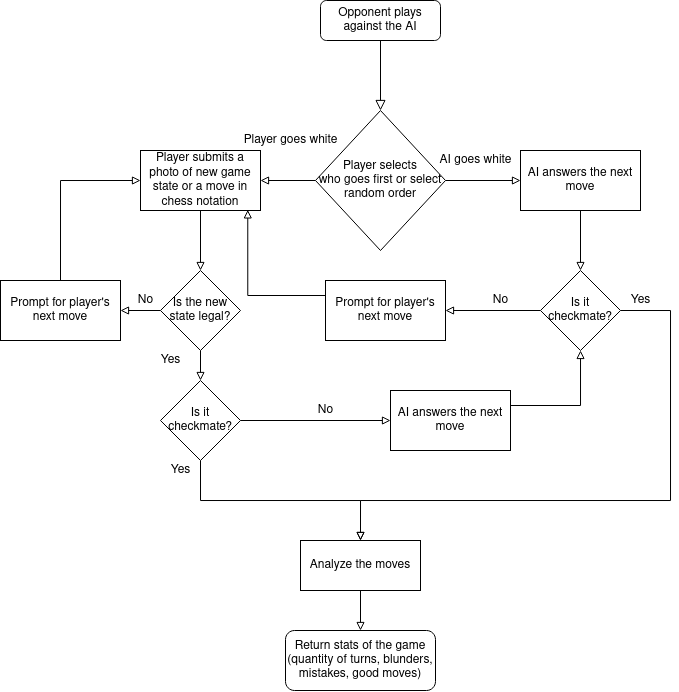 Opponent plays
against the AI
Player goes white
AI goes white
Player selects
who goes first or select
random order
Player submits a
photo of new game
state or a move in
chess notation
AI answers the next
move
Prompt for player's
next move
No
Is the new
state legal?
Prompt for player's
next move
No
Is it
checkmate?
Yes
Yes
Is it
checkmate?
No
AI answers the next
move
Yes
Analyze the moves
Return stats of the game
(quantity of turns, blunders,
mistakes, good moves)